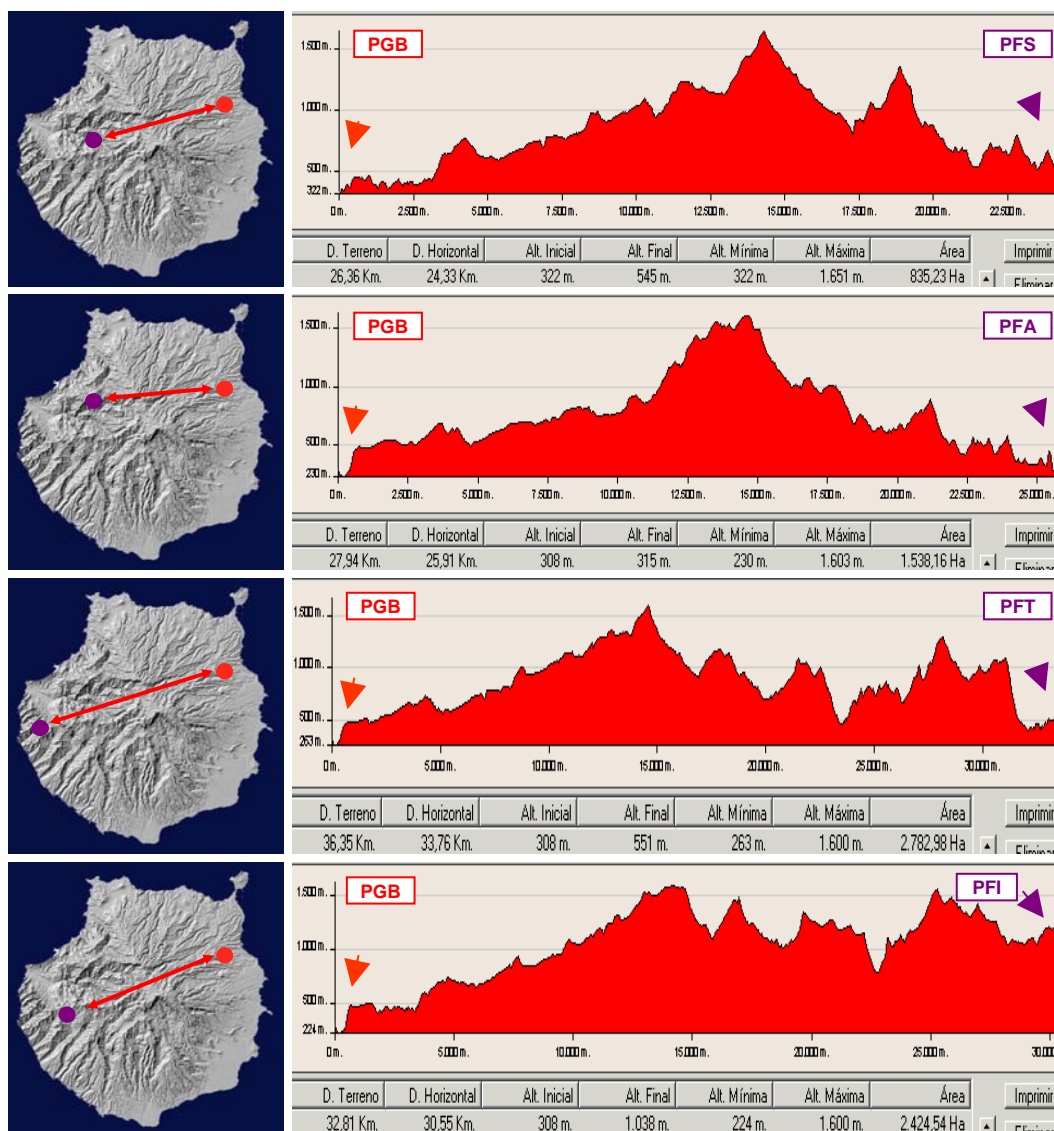 PGB PFS
1.500 m.
1.000 m.
500 m.
322 m.
0 m. 2.500 m. 5.000 m. 7.500 m. 10.000 m. 12.500 m. 15.000 m. 17.500 m. 20.000 m. 22.500 m.
D. Terreno D. Horizontal Alt. Inicial Alt. Final Alt. Mínima Alt. Máxima Área Imprimir
26,36 Km. 24,33 Km. 322 m. 545 m. 322 m. 1.651 m. 835,23 Ha
PGB PFA
1.500 m.
1.000 m.
500 m.
230 m.
0 m. 2.500 m. 5.000 m. 7.500 m. 10.000 m. 12.500 m. 15.000 m. 17.500 m. 20.000 m. 22.500 m. 25.000 m.
D. Terreno D. Horizontal Alt. Inicial Alt. Final Alt. Mínima Alt. Máxima Área Imprimir
27,94 Km. 25,91 Km. 308 m. 315 m. 230 m. 1.603 m. 1.538,16 Ha
PGB PFT
1.500 m.
1.000 m.
500 m.
263 m.
0 m. 5.000 m. 10.000 m. 15.000 m. 20.000 m. 25.000 m. 30.000 m.
D. Terreno D. Horizontal Alt. Inicial Alt. Final Alt. Mínima Alt. Máxima Área Imprimir
36,35 Km. 33,76 Km. 308 m. 551 m. 263 m. 1.600 m. 2.782,98 Ha
PGB PFI
1.500 m.
1.000 m.
500 m.
224 m.
0 m. 5.000 m. 10.000 m. 15.000 m. 20.000 m. 25.000 m. 30.000
D. Terreno D. Horizontal Alt. Inicial Alt. Final Alt. Mínima Alt. Máxima Área Imprimir
32,81 Km. 30,55 Km. 308 m. 1.038 m. 224 m. 1.600 m. 2.424,54 Ha